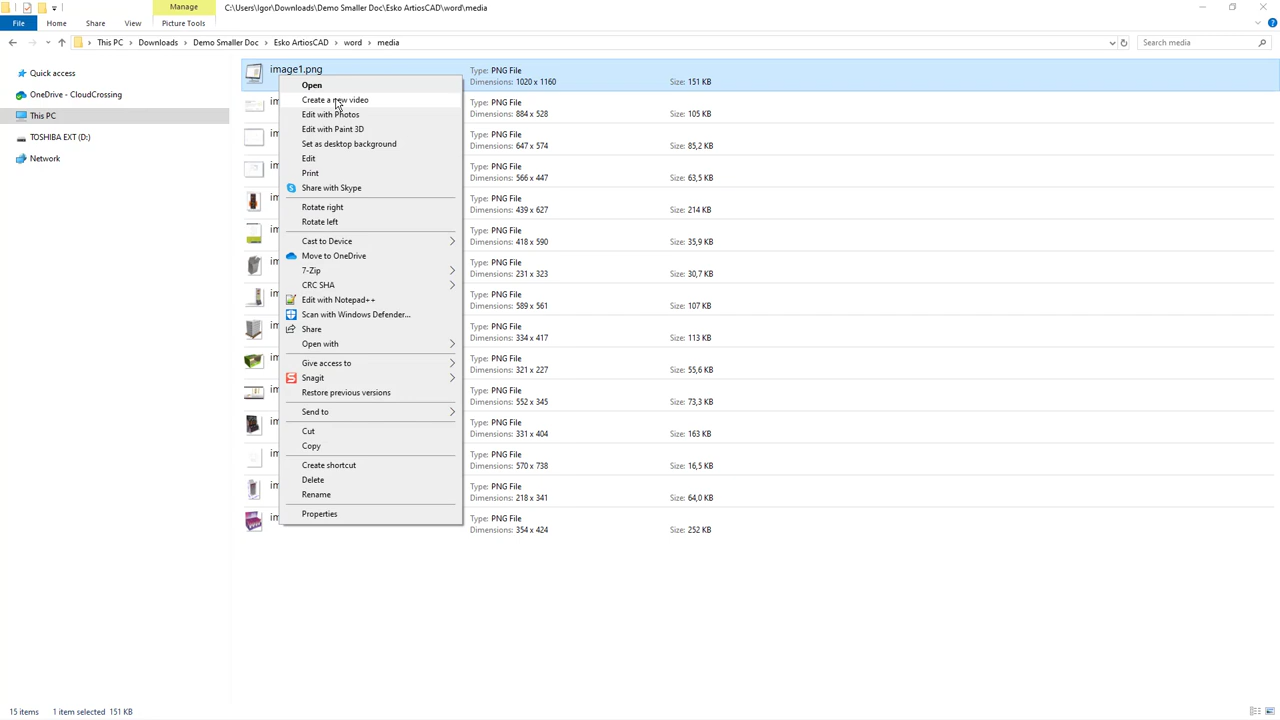 Manage
C:\Users\Igor\Downloads\Demo Smaller Doc\Esko ArtiosCAD\word\media
File Home Share View Picture Tools
This PC Downloads Demo Smaller Doc Esko ArtiosCAD word media
Search media
Quick access
OneDrive - CloudCrossing
This PC
TOSHIBA EXT (D:)
Network
image1.png
Type: PNG File
Dimensions: 1020 x 1160
Size: 151 KB
Type: PNG File
Dimensions: 884 x 528
Size: 105 KB
Type: PNG File
Dimensions: 647 x 574
Size: 85,2 KB
Type: PNG File
Dimensions: 566 x 447
Size: 63,5 KB
Type: PNG File
Dimensions: 439 x 627
Size: 214 KB
Type: PNG File
Dimensions: 418 x 590
Size: 35,9 KB
Type: PNG File
Dimensions: 231 x 323
Size: 30,7 KB
Type: PNG File
Dimensions: 589 x 561
Size: 107 KB
Type: PNG File
Dimensions: 334 x 417
Size: 113 KB
Type: PNG File
Dimensions: 321 x 227
Size: 55,6 KB
Type: PNG File
Dimensions: 552 x 345
Size: 73,3 KB
Type: PNG File
Dimensions: 331 x 404
Size: 163 KB
Type: PNG File
Dimensions: 570 x 738
Size: 16,5 KB
Type: PNG File
Dimensions: 218 x 341
Size: 64,0 KB
Type: PNG File
Dimensions: 354 x 424
Size: 252 KB
Open
Create a new video
Edit with Photos
Edit with Paint 3D
Set as desktop background
Edit
Print
Share with Skype
Rotate right
Rotate left
Cast to Device
Move to OneDrive
7-Zip
CRC SHA
Edit with Notepad++
Scan with Windows Defender...
Share
Open with
Give access to
Snagit
Restore previous versions
Send to
Cut
Copy
Create shortcut
Delete
Rename
Properties
15 items 1 item selected 151 KB